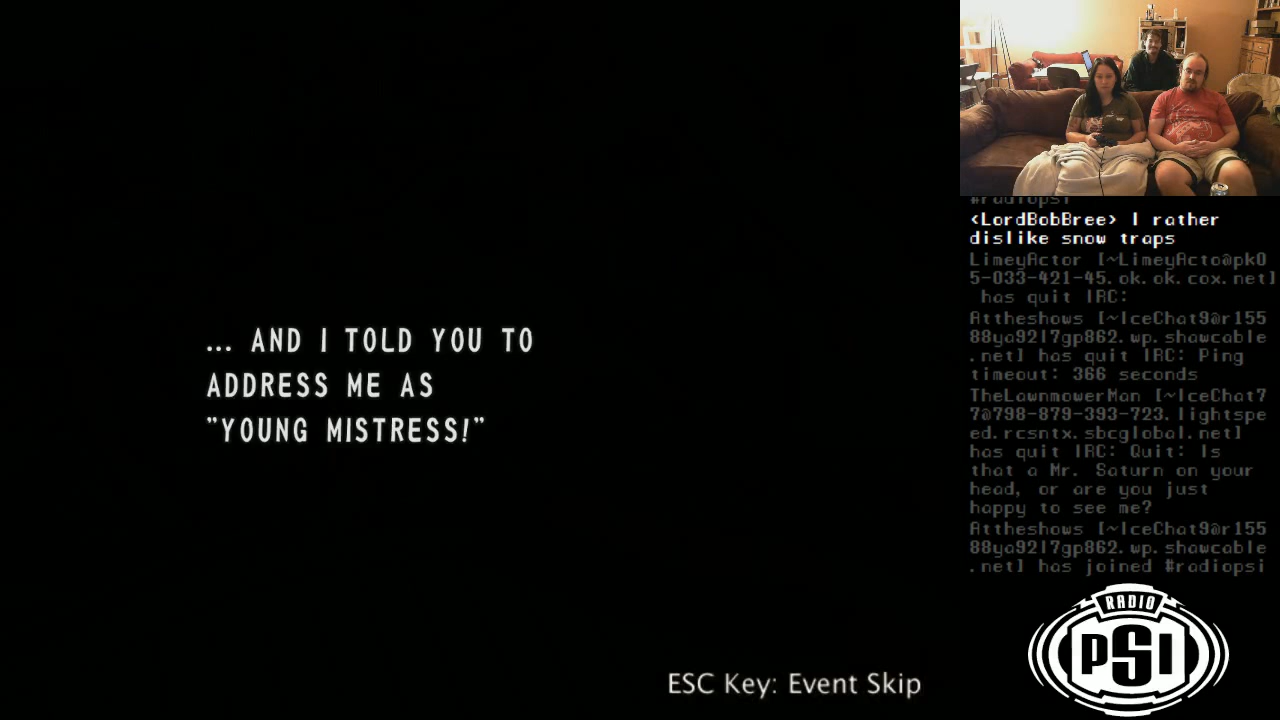 ... AND I TOLD YOU TO
ADDRESS ME AS
"YOUNG MISTRESS!"
ESC Key: Event Skip
#radiopsi
<LordBobBree> I rather
dislike snow traps
LimeyActor [~LimeyActo@pk0
5-033-421-45.ok.ok.cox.net]
has quit IRC:
Attheshows [~IceChat9@r155
88ya92l7gp862.wp.shawcable
.net] has quit IRC: Ping
timeout: 366 seconds
TheLawnmowerMan [~IceChat7
7@798-879-393-723.lightspe
ed.rcsntx.sbcglobal.net]
has quit IRC: Quit: Is
that a Mr. Saturn on your
head, or are you just
happy to see me?
Attheshows [~IceChat9@r155
88ya92l7gp862.wp.shawcable
.net] has joined #radiopsi
RADIO
PSI